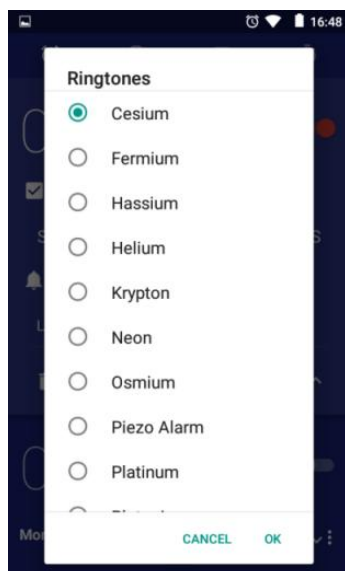 16:48
Ringtones
Cesium
Fermium
Hassium
Helium
Krypton
Neon
Osmium
Piezo Alarm
Platinum
CANCEL
OK